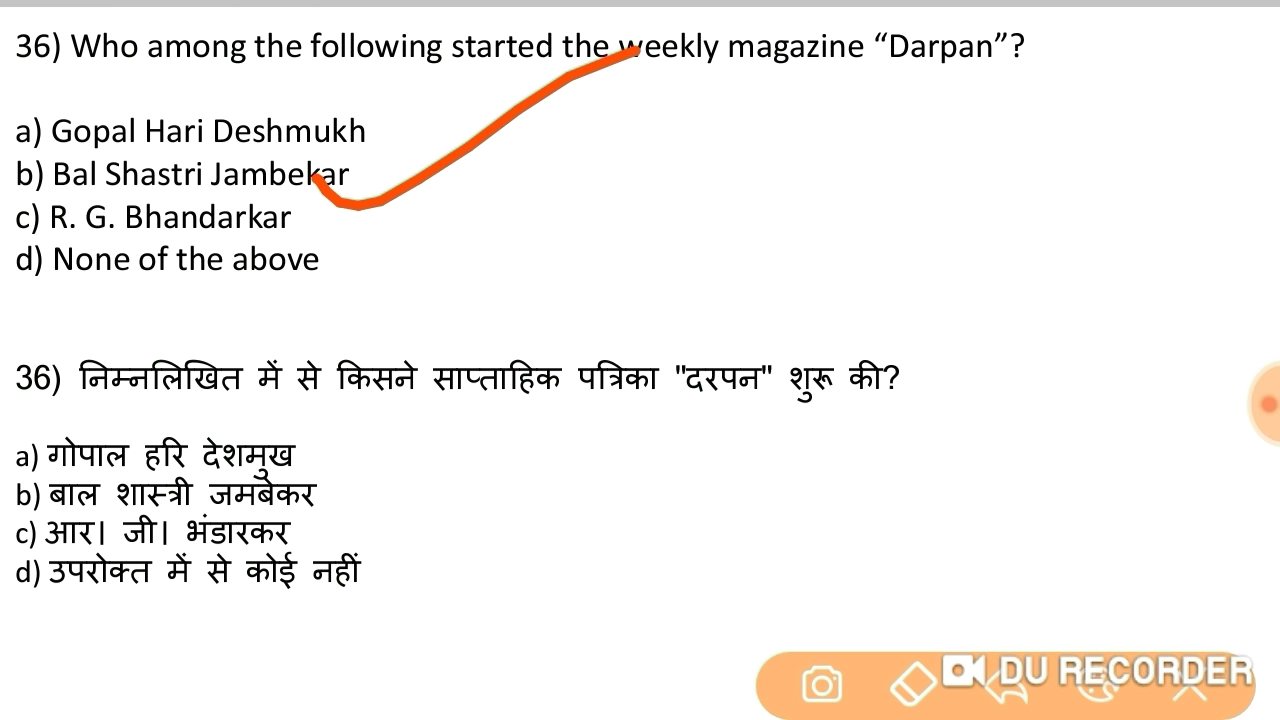 36) Who among the following started the weekly magazine “Darpan”?
a) Gopal Hari Deshmukh
b) Bal Shastri Jambekar
c) R. G. Bhandarkar
d) None of the above
36) निम्नलिखित में से किसने साप्ताहिक पत्रिका "दरपन" शुरू की?
a) गोपाल हरि देशमुख
b) बाल शास्त्री जमबेकर
c) आर। जी। भंडारकर
d) उपरोक्त में से कोई नहीं
DU RECORDER